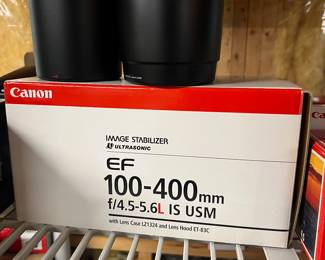 Canon
IMAGE STABILIZER
ULTRASONIC
EF
100-400mm
f/4.5-5.6L IS USM
with Lens Case LZ1324 and Lens Hood ET-83C